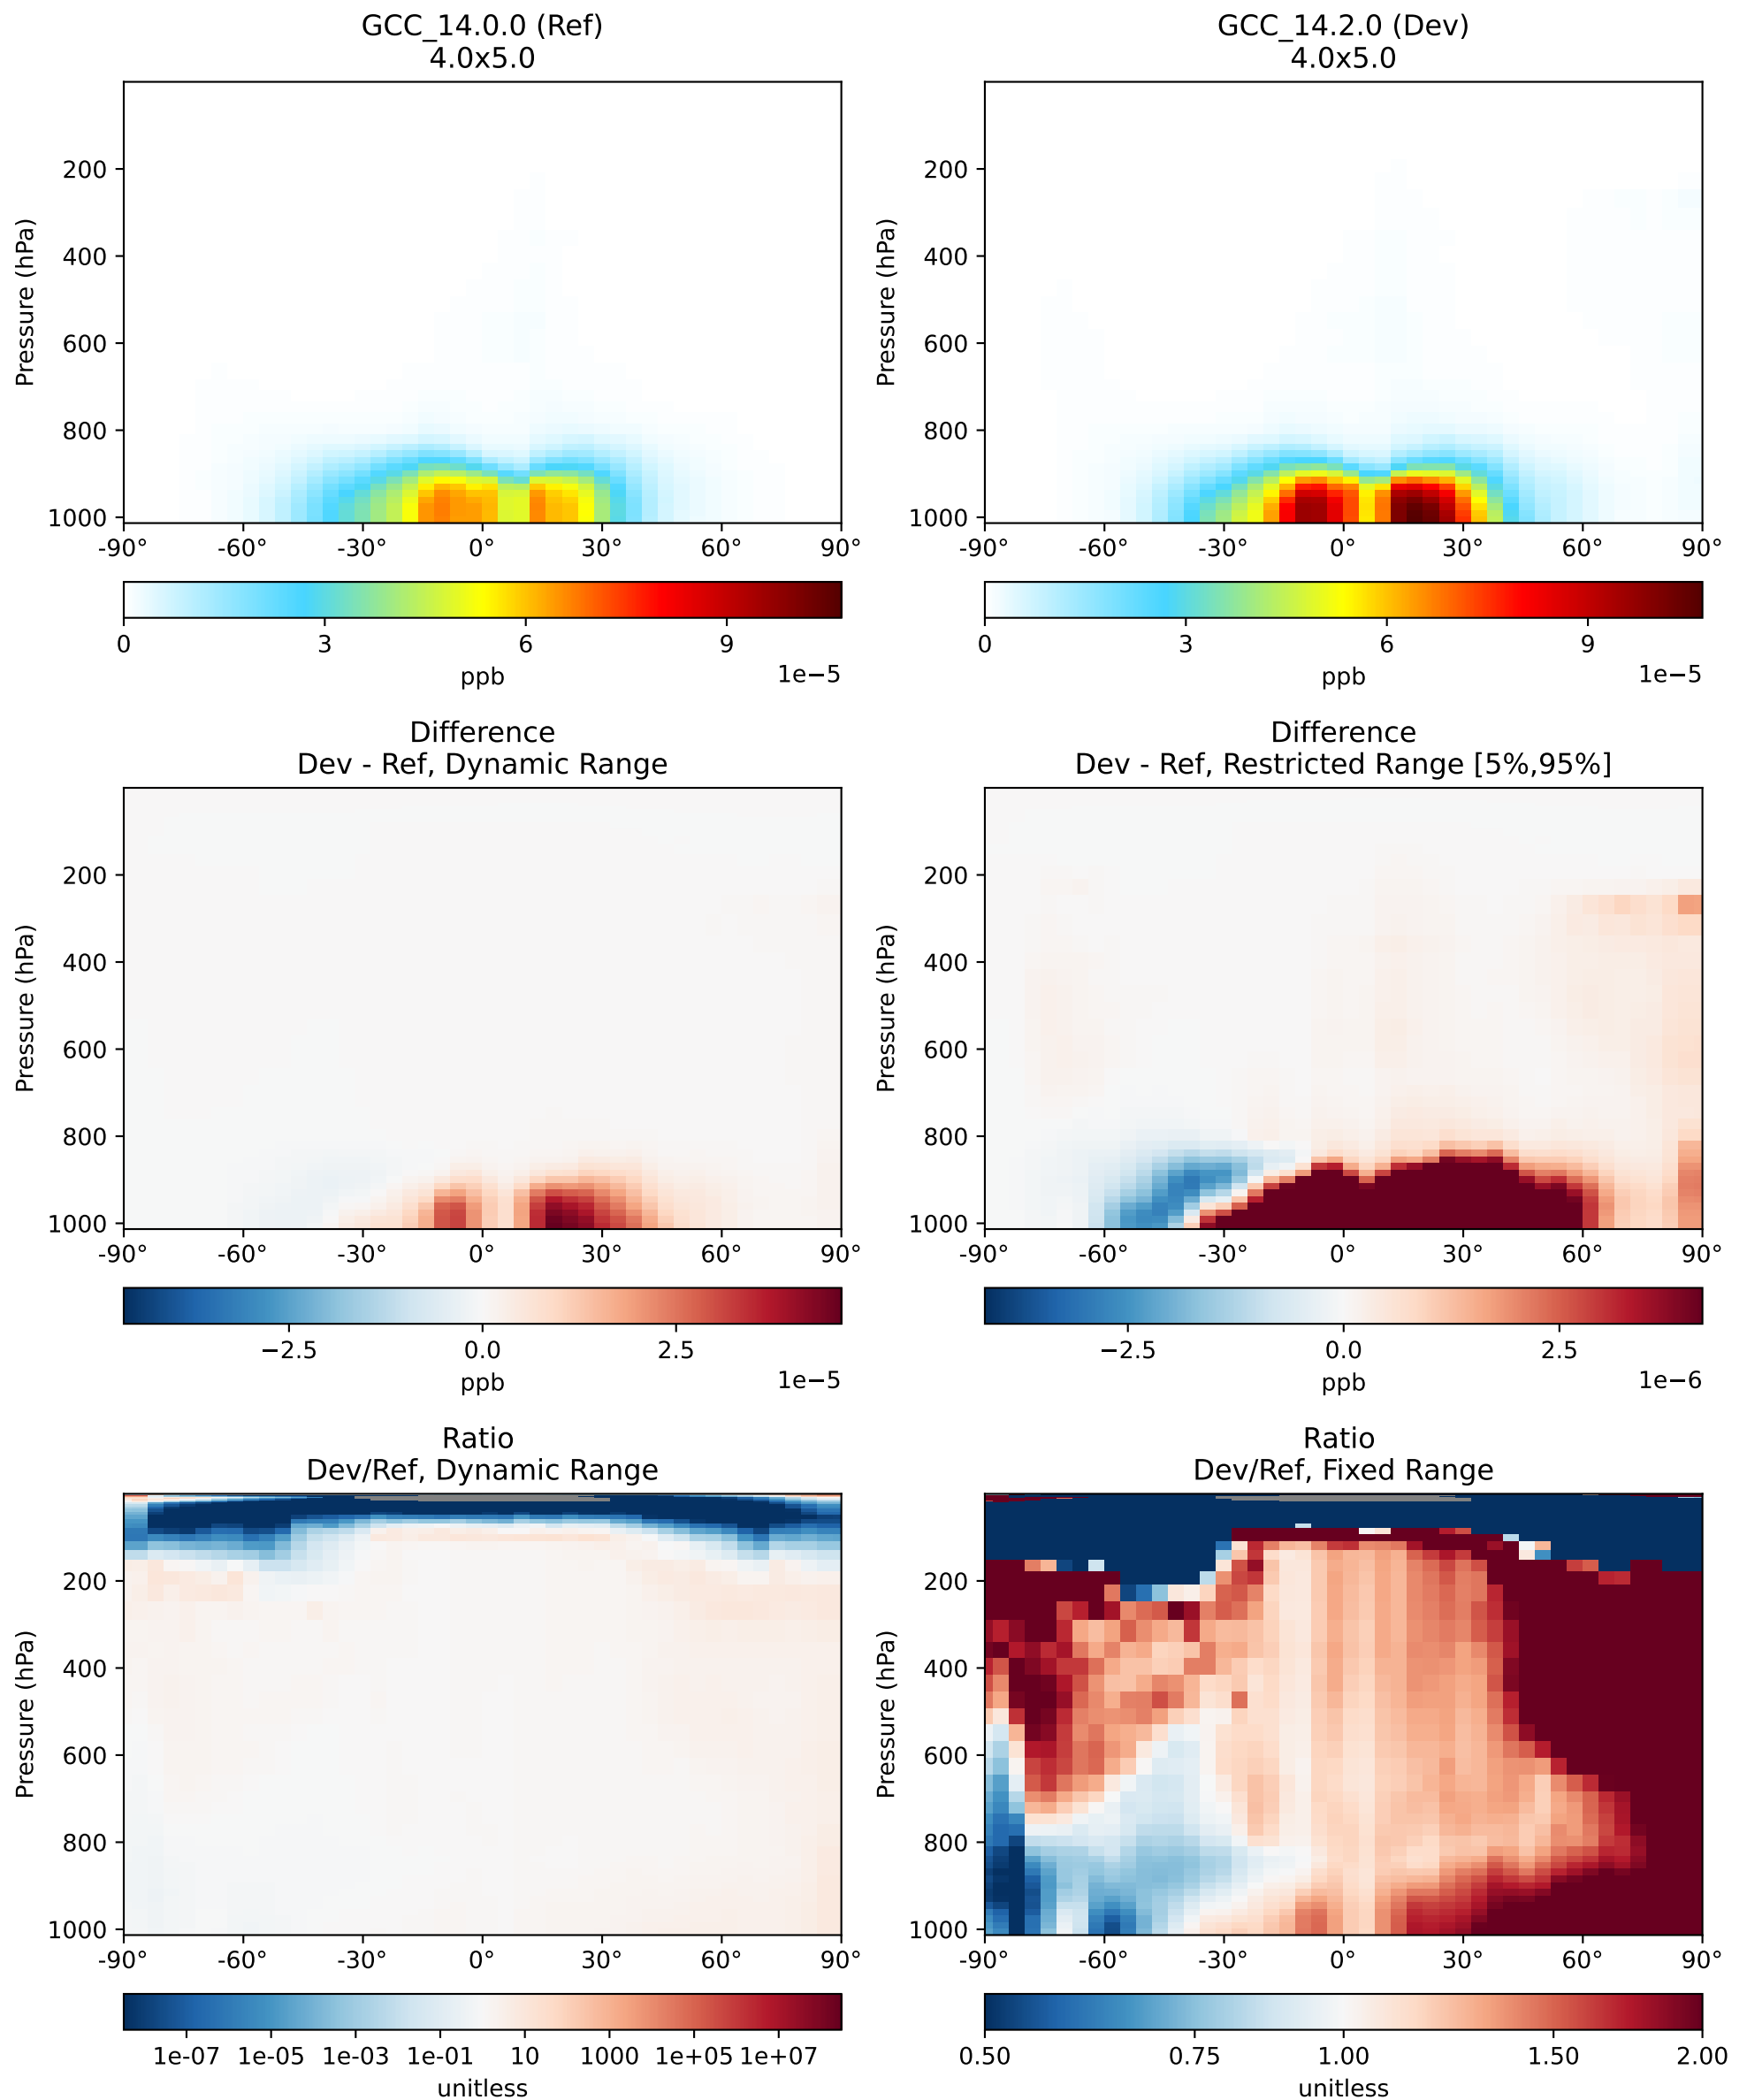 GCC_14.0.0 (Ref)
4.0x5.0
Pressure (hPa)
200
400
600
800
1000
-90° -60° -30° 0° 30° 60° 90°
0 3 6 9
ppb
1e−5
GCC_14.2.0 (Dev)
4.0x5.0
Pressure (hPa)
200
400
600
800
1000
-90° -60° -30° 0° 30° 60° 90°
0 3 6 9
ppb
1e−5
Difference
Dev - Ref, Dynamic Range
Pressure (hPa)
200
400
600
800
1000
-90° -60° -30° 0° 30° 60° 90°
−2.5 0.0 2.5
ppb
1e−5
Difference
Dev - Ref, Restricted Range [5%,95%]
Pressure (hPa)
200
400
600
800
1000
-90° -60° -30° 0° 30° 60° 90°
−2.5 0.0 2.5
ppb
1e−6
Ratio
Dev/Ref, Dynamic Range
Pressure (hPa)
200
400
600
800
1000
-90° -60° -30° 0° 30° 60° 90°
1e-07 1e-05 1e-03 1e-01 10 1000 1e+05 1e+07
unitless
Ratio
Dev/Ref, Fixed Range
Pressure (hPa)
200
400
600
800
1000
-90° -60° -30° 0° 30° 60° 90°
0.50 0.75 1.00 1.50 2.00
unitless